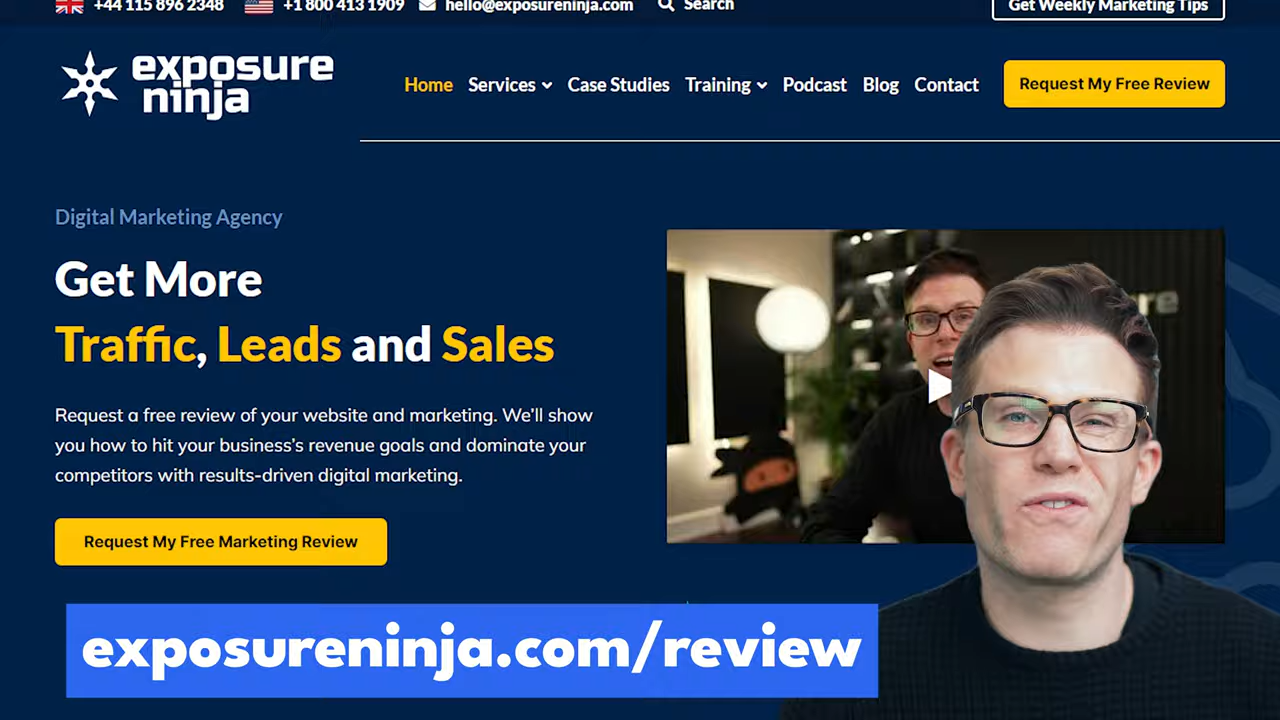 +44 115 896 2348 +1 800 413 1909 hello@exposureninja.com Search Get Weekly Marketing Tips
exposure
ninja
Home Services Case Studies Training Podcast Blog Contact Request My Free Review
Digital Marketing Agency
Get More
Traffic, Leads and Sales
Request a free review of your website and marketing. We’ll show
you how to hit your business’s revenue goals and dominate your
competitors with results-driven digital marketing.
Request My Free Marketing Review
exposureninja.com/review